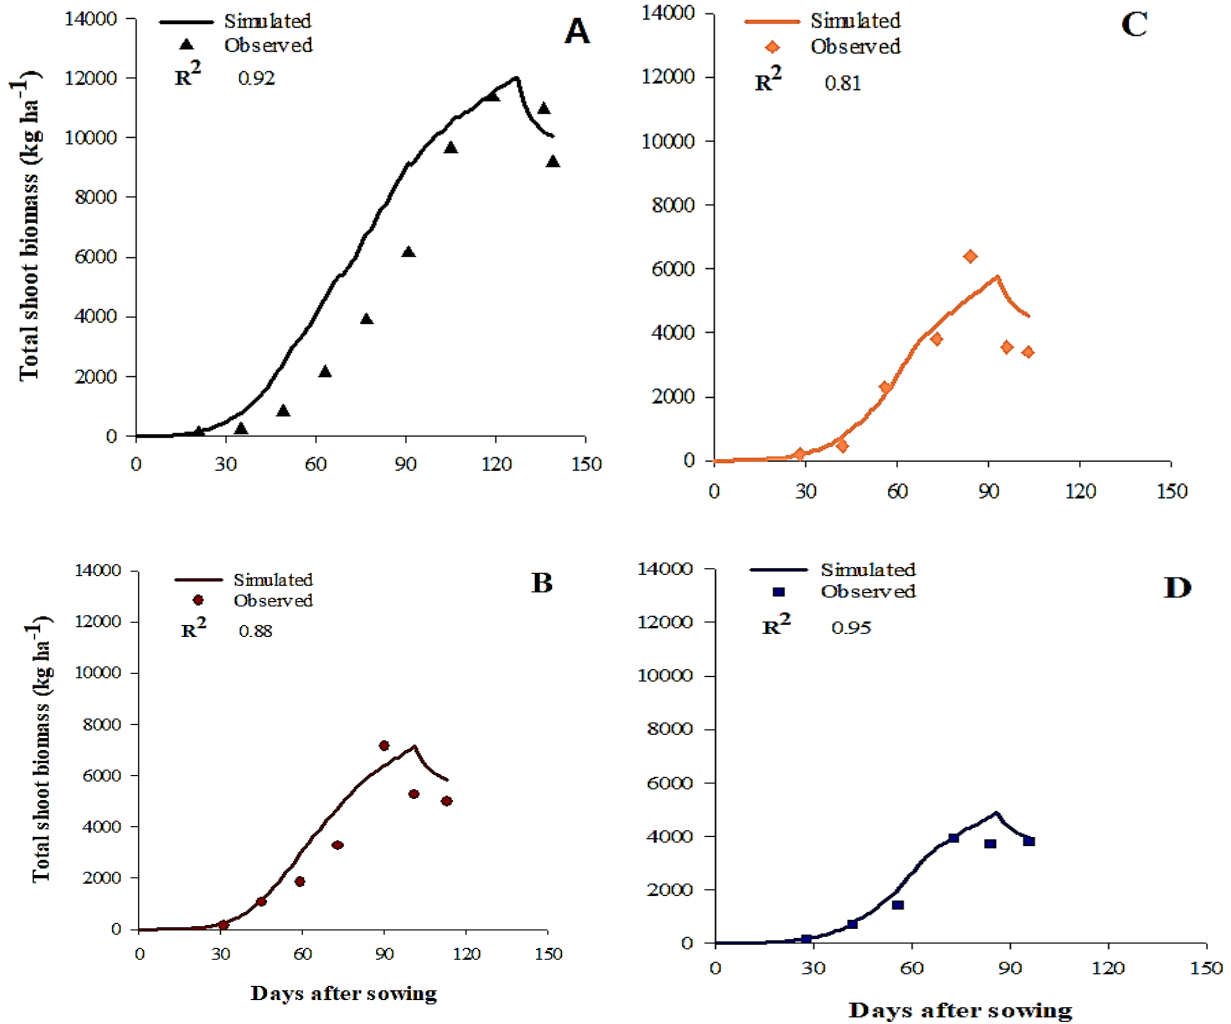 A
Simulated
Observed
R² 0.92
Total shoot biomass (kg ha⁻¹)
14000
12000
10000
8000
6000
4000
2000
0
0 30 60 90 120 150
C
Simulated
Observed
R² 0.81
14000
12000
10000
8000
6000
4000
2000
0
0 30 60 90 120 150
B
Simulated
Observed
R² 0.88
Total shoot biomass (kg ha⁻¹)
14000
12000
10000
8000
6000
4000
2000
0
0 30 60 90 120 150
Days after sowing
D
Simulated
Observed
R² 0.95
14000
12000
10000
8000
6000
4000
2000
0
0 30 60 90 120 150
Days after sowing